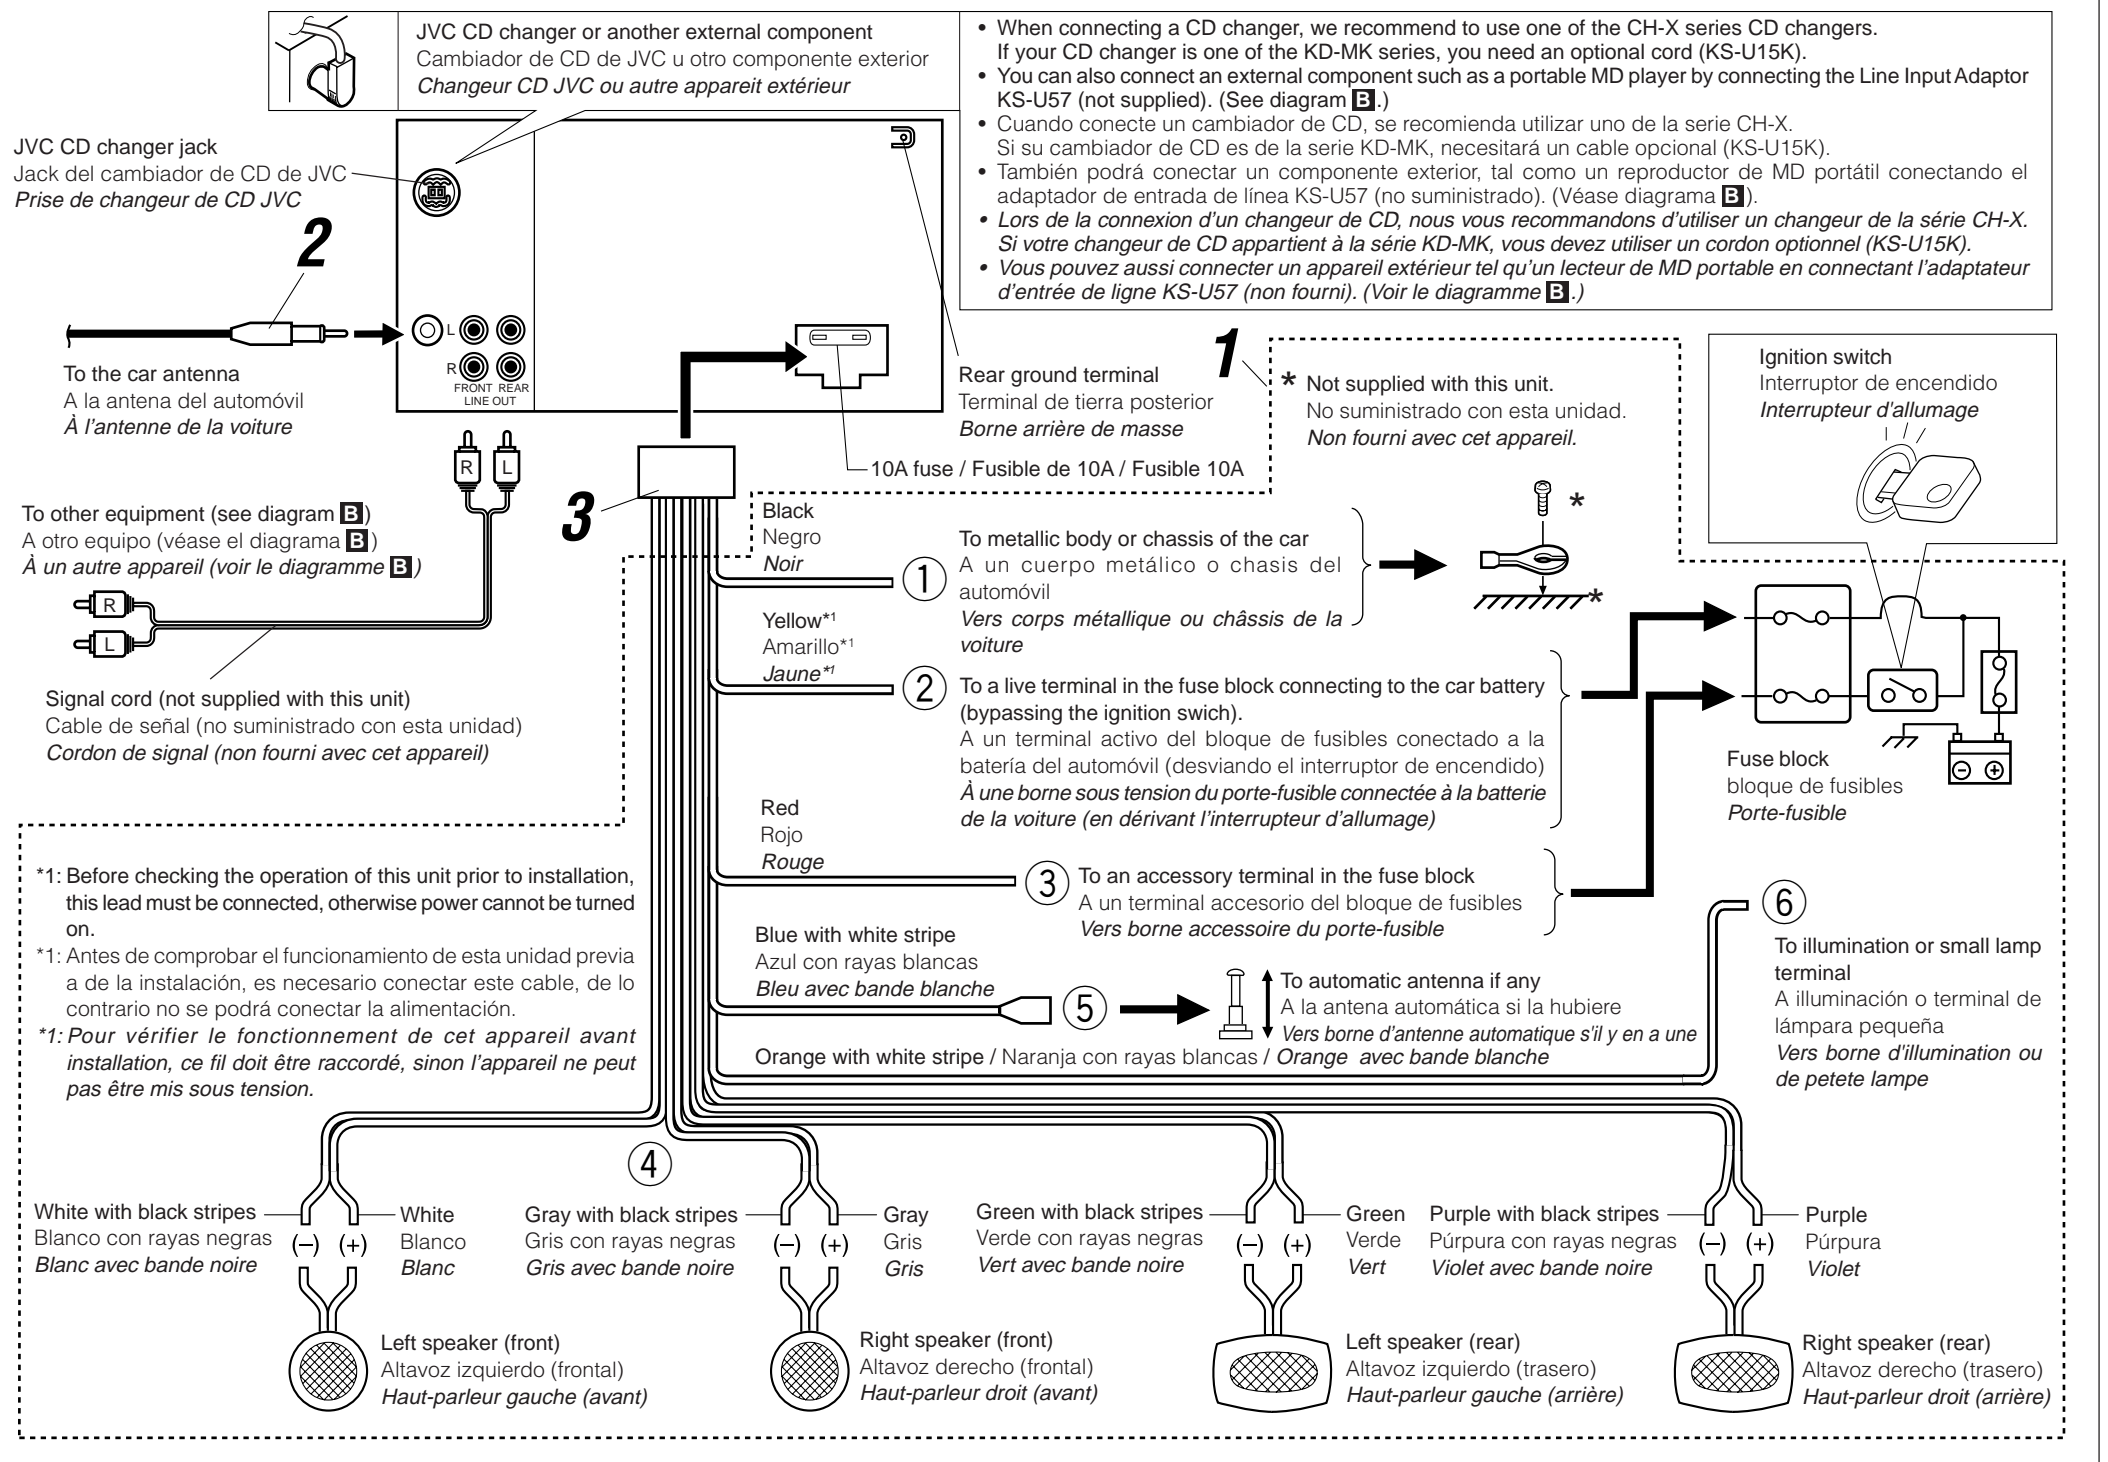 JVC CD changer or another external component
Cambiador de CD de JVC u otro componente exterior
Changeur CD JVC ou autre appareit extérieur
• When connecting a CD changer, we recommend to use one of the CH-X series CD changers.
If your CD changer is one of the KD-MK series, you need an optional cord (KS-U15K).
• You can also connect an external component such as a portable MD player by connecting the Line Input Adaptor
KS-U57 (not supplied). (See diagram B .)
• Cuando conecte un cambiador de CD, se recomienda utilizar uno de la serie CH-X.
Si su cambiador de CD es de la serie KD-MK, necesitará un cable opcional (KS-U15K).
• También podrá conectar un componente exterior, tal como un reproductor de MD portátil conectando el
adaptador de entrada de línea KS-U57 (no suministrado). (Véase diagrama B ).
• Lors de la connexion d'un changeur de CD, nous vous recommandons d'utiliser un changeur de la série CH-X.
Si votre changeur de CD appartient à la série KD-MK, vous devez utiliser un cordon optionnel (KS-U15K).
• Vous pouvez aussi connecter un appareil extérieur tel qu'un lecteur de MD portable en connectant l'adaptateur
d'entrée de ligne KS-U57 (non fourni). (Voir le diagramme B .)
JVC CD changer jack
Jack del cambiador de CD de JVC
Prise de changeur de CD JVC
2
To the car antenna
A la antena del automóvil
À l'antenne de la voiture
L
R
FRONT REAR
LINE OUT
Rear ground terminal
Terminal de tierra posterior
Borne arrière de masse
10A fuse / Fusible de 10A / Fusible 10A
1
* Not supplied with this unit.
No suministrado con esta unidad.
Non fourni avec cet appareil.
Ignition switch
Interruptor de encendido
Interrupteur d'allumage
R L
3
To other equipment (see diagram B )
A otro equipo (véase el diagrama B )
À un autre appareil (voir le diagramme B )
R
L
Signal cord (not supplied with this unit)
Cable de señal (no suministrado con esta unidad)
Cordon de signal (non fourni avec cet appareil)
Black
Negro
Noir
①
To metallic body or chassis of the car
A un cuerpo metálico o chasis del
automóvil
Vers corps métallique ou châssis de la
voiture
*
*
Yellow*1
Amarillo*1
Jaune*1
②
To a live terminal in the fuse block connecting to the car battery
(bypassing the ignition swich).
A un terminal activo del bloque de fusibles conectado a la
batería del automóvil (desviando el interruptor de encendido)
À une borne sous tension du porte-fusible connectée à la batterie
de la voiture (en dérivant l'interrupteur d'allumage)
Fuse block
bloque de fusibles
Porte-fusible
Red
Rojo
Rouge
③
To an accessory terminal in the fuse block
A un terminal accesorio del bloque de fusibles
Vers borne accessoire du porte-fusible
*1: Before checking the operation of this unit prior to installation,
this lead must be connected, otherwise power cannot be turned
on.
*1: Antes de comprobar el funcionamiento de esta unidad previa
a de la instalación, es necesario conectar este cable, de lo
contrario no se podrá conectar la alimentación.
*1: Pour vérifier le fonctionnement de cet appareil avant
installation, ce fil doit être raccordé, sinon l'appareil ne peut
pas être mis sous tension.
Blue with white stripe
Azul con rayas blancas
Bleu avec bande blanche
⑤
To automatic antenna if any
A la antena automática si la hubiere
Vers borne d'antenne automatique s'il y en a une
Orange with white stripe / Naranja con rayas blancas / Orange avec bande blanche
⑥
To illumination or small lamp
terminal
A illuminación o terminal de
lámpara pequeña
Vers borne d'illumination ou
de petete lampe
④
White with black stripes
Blanco con rayas negras
Blanc avec bande noire
(−) (+)
White
Blanco
Blanc
Gray with black stripes
Gris con rayas negras
Gris avec bande noire
(−) (+)
Gray
Gris
Gris
Green with black stripes
Verde con rayas negras
Vert avec bande noire
(−) (+)
Green
Verde
Vert
Purple with black stripes
Púrpura con rayas negras
Violet avec bande noire
(−) (+)
Purple
Púrpura
Violet
Left speaker (front)
Altavoz izquierdo (frontal)
Haut-parleur gauche (avant)
Right speaker (front)
Altavoz derecho (frontal)
Haut-parleur droit (avant)
Left speaker (rear)
Altavoz izquierdo (trasero)
Haut-parleur gauche (arrière)
Right speaker (rear)
Altavoz derecho (trasero)
Haut-parleur droit (arrière)